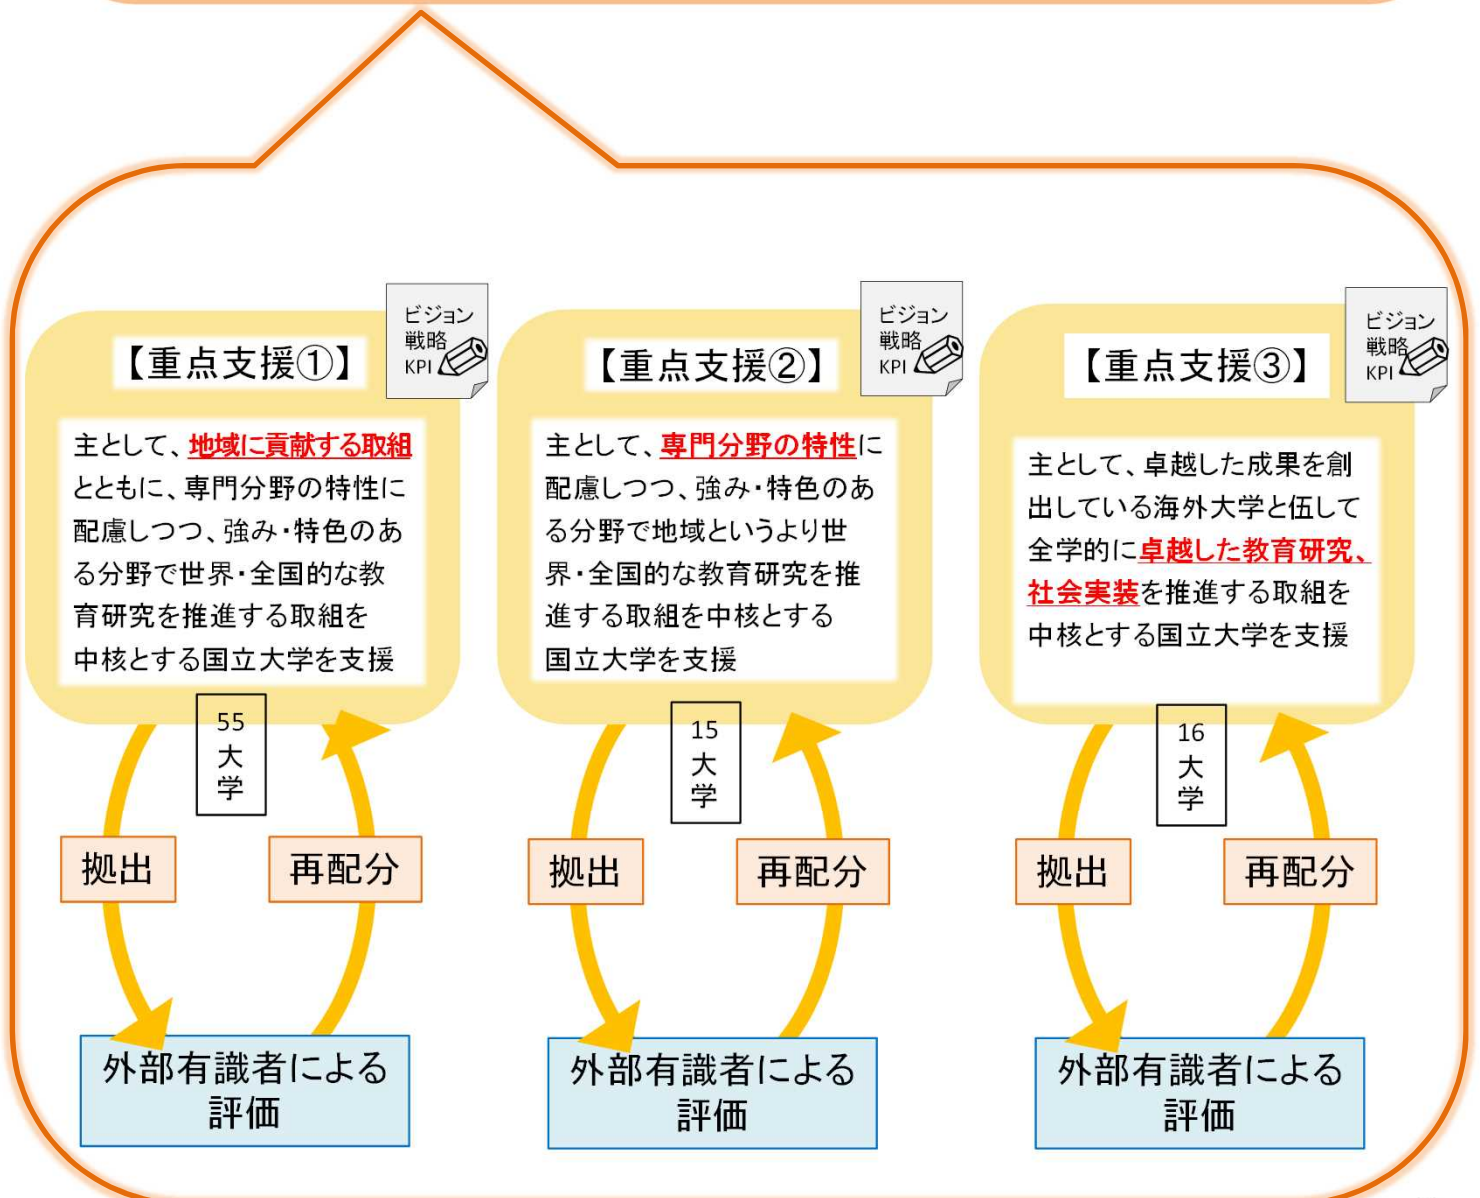 【重点支援①】
ビジョン
戦略
KPI
主として、地域に貢献する取組
とともに、専門分野の特性に
配慮しつつ、強み・特色のあ
る分野で世界・全国的な教
育研究を推進する取組を
中核とする国立大学を支援
55
大
学
拠出
再配分
外部有識者による
評価
【重点支援②】
ビジョン
戦略
KPI
主として、専門分野の特性に
配慮しつつ、強み・特色のあ
る分野で地域というより世
界・全国的な教育研究を推
進する取組を中核とする
国立大学を支援
15
大
学
拠出
再配分
外部有識者による
評価
【重点支援③】
ビジョン
戦略
KPI
主として、卓越した成果を創
出している海外大学と伍して
全学的に卓越した教育研究、
社会実装を推進する取組を
中核とする国立大学を支援
16
大
学
拠出
再配分
外部有識者による
評価